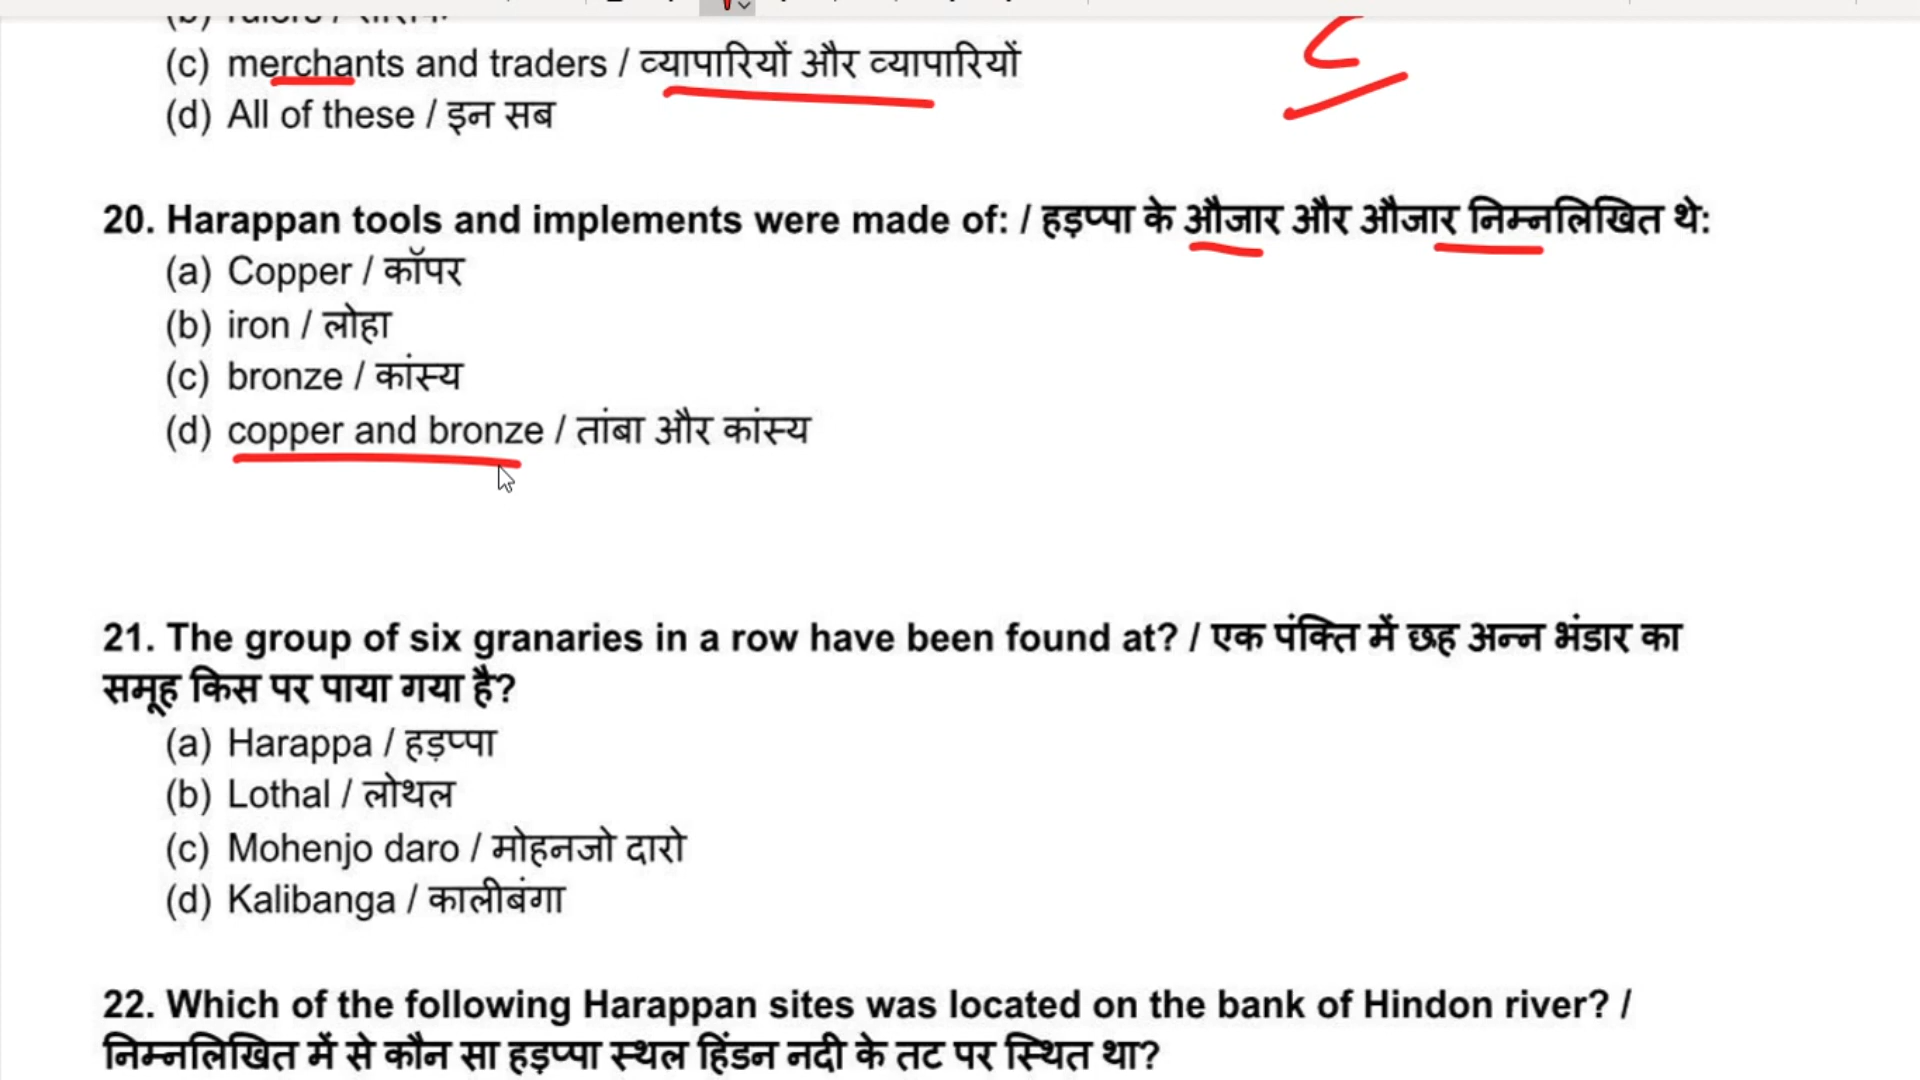 (c) merchants and traders / व्यापारियों और व्यापारियों
(d) All of these / इन सब
20. Harappan tools and implements were made of: / हड़प्पा के औजार और औजार निम्नलिखित थे:
(a) Copper / कॉपर
(b) iron / लोहा
(c) bronze / कांस्य
(d) copper and bronze / तांबा और कांस्य
21. The group of six granaries in a row have been found at? / एक पंक्ति में छह अन्न भंडार का
समूह किस पर पाया गया है?
(a) Harappa / हड़प्पा
(b) Lothal / लोथल
(c) Mohenjo daro / मोहनजो दारो
(d) Kalibanga / कालीबंगा
22. Which of the following Harappan sites was located on the bank of Hindon river? /
निम्नलिखित में से कौन सा हड़प्पा स्थल हिंडन नदी के तट पर स्थित था?